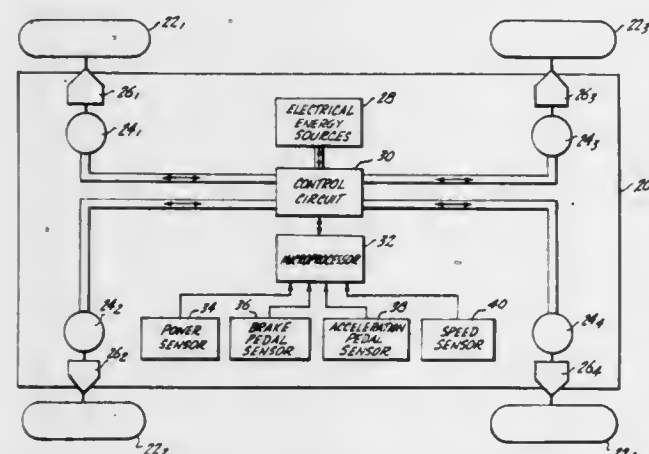 22₁
22₃
26₁
26₃
24₁
24₃
ELECTRICAL
ENERGY
SOURCES
28
30
CONTROL
CIRCUIT
20
MICROPROCESSOR
32
34
36
38
40
POWER
SENSOR
BRAKE
PEDAL
SENSOR
ACCELERATION
PEDAL
SENSOR
SPEED
SENSOR
24₂
24₄
26₂
26₄
22₂